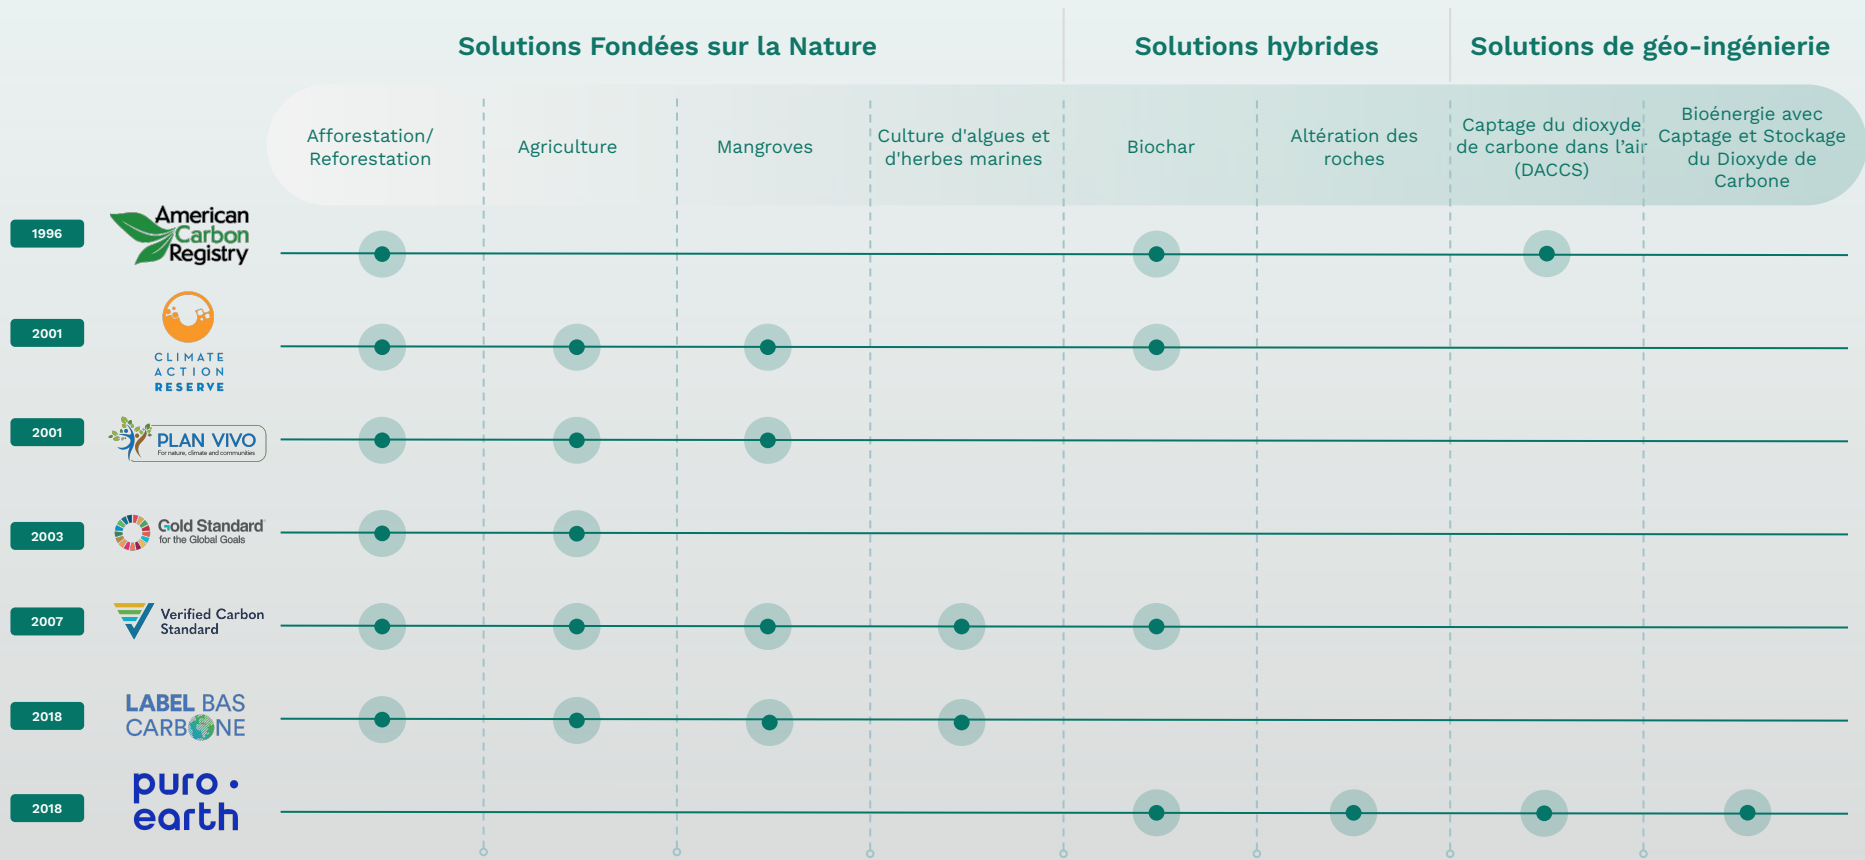 Solutions Fondées sur la Nature
Solutions hybrides
Solutions de géo-ingénierie
Afforestation/
Reforestation
Agriculture
Mangroves
Culture d'algues et
d'herbes marines
Biochar
Altération des
roches
Captage du dioxyde
de carbone dans l’air
(DACCS)
Bioénergie avec
Captage et Stockage
du Dioxyde de
Carbone
1996
American
Carbon
Registry
2001
CLIMATE
ACTION
RESERVE
2001
PLAN VIVO
For nature, climate and communities
2003
Gold Standard
for the Global Goals
2007
Verified Carbon
Standard
2018
LABEL BAS
CARBONE
2018
puro·
earth